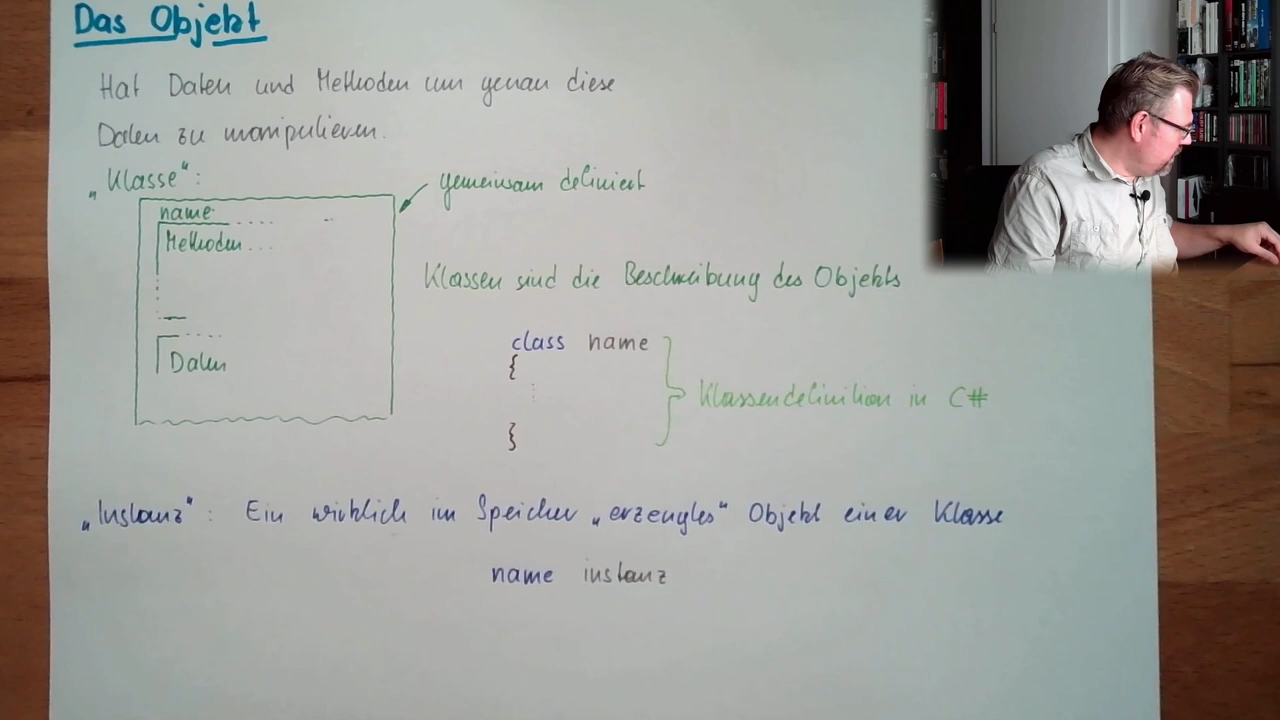 Das Objekt
Hat Daten und Methoden um genau diese
Daten zu manipulieren.
„Klasse“:
gemeinsam definiert
name
Methoden...
Daten
Klassen sind die Beschreibung des Objekts
class name
{
}
Klassendefinition in C#
„Instanz“: Ein wirklich im Speicher „erzeugtes“ Objekt einer Klasse
name instanz